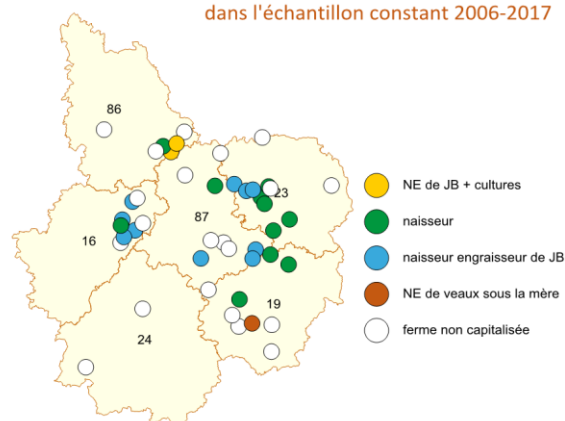 dans l'échantillon constant 2006-2017
86
NE de JB + cultures
23
naisseur
87
16
naisseur engraisseur de JB
NE de veaux sous la mère
19
ferme non capitalisée
24